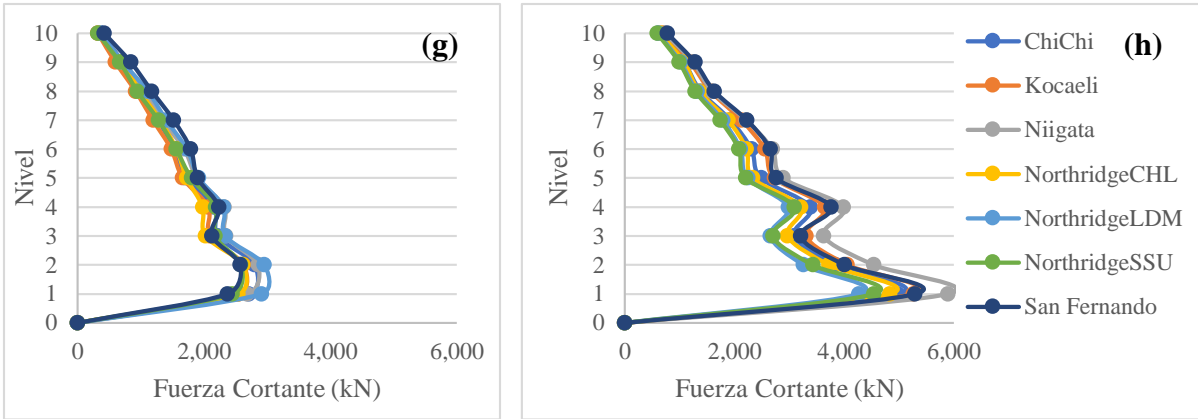 (g)
Nivel
10
9
8
7
6
5
4
3
2
1
0
0
2,000
4,000
6,000
Fuerza Cortante (kN)
(h)
Nivel
10
9
8
7
6
5
4
3
2
1
0
0
2,000
4,000
6,000
Fuerza Cortante (kN)
ChiChi
Kocaeli
Niigata
NorthridgeCHL
NorthridgeLDM
NorthridgeSSU
San Fernando